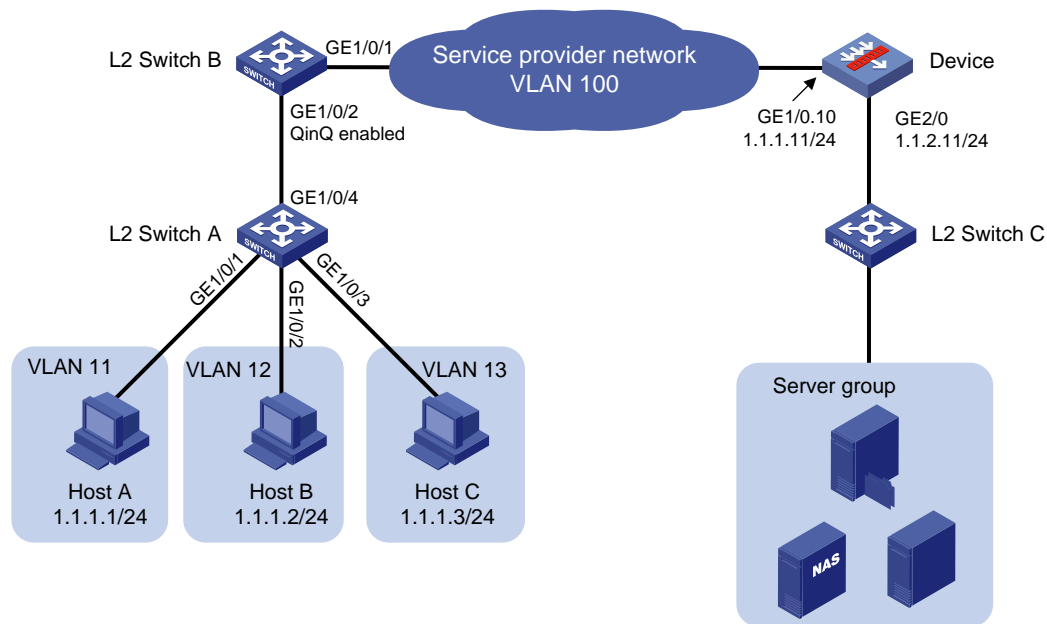 GE1/0/1
L2 Switch B
SWITCH
Service provider network
VLAN 100
Device
GE1/0/2
QinQ enabled
GE1/0.10
1.1.1.11/24
GE2/0
1.1.2.11/24
GE1/0/4
L2 Switch A
SWITCH
L2 Switch C
SWITCH
GE1/0/1
GE1/0/2
GE1/0/3
VLAN 11
VLAN 12
VLAN 13
Host A
1.1.1.1/24
Host B
1.1.1.2/24
Host C
1.1.1.3/24
Server group
NAS